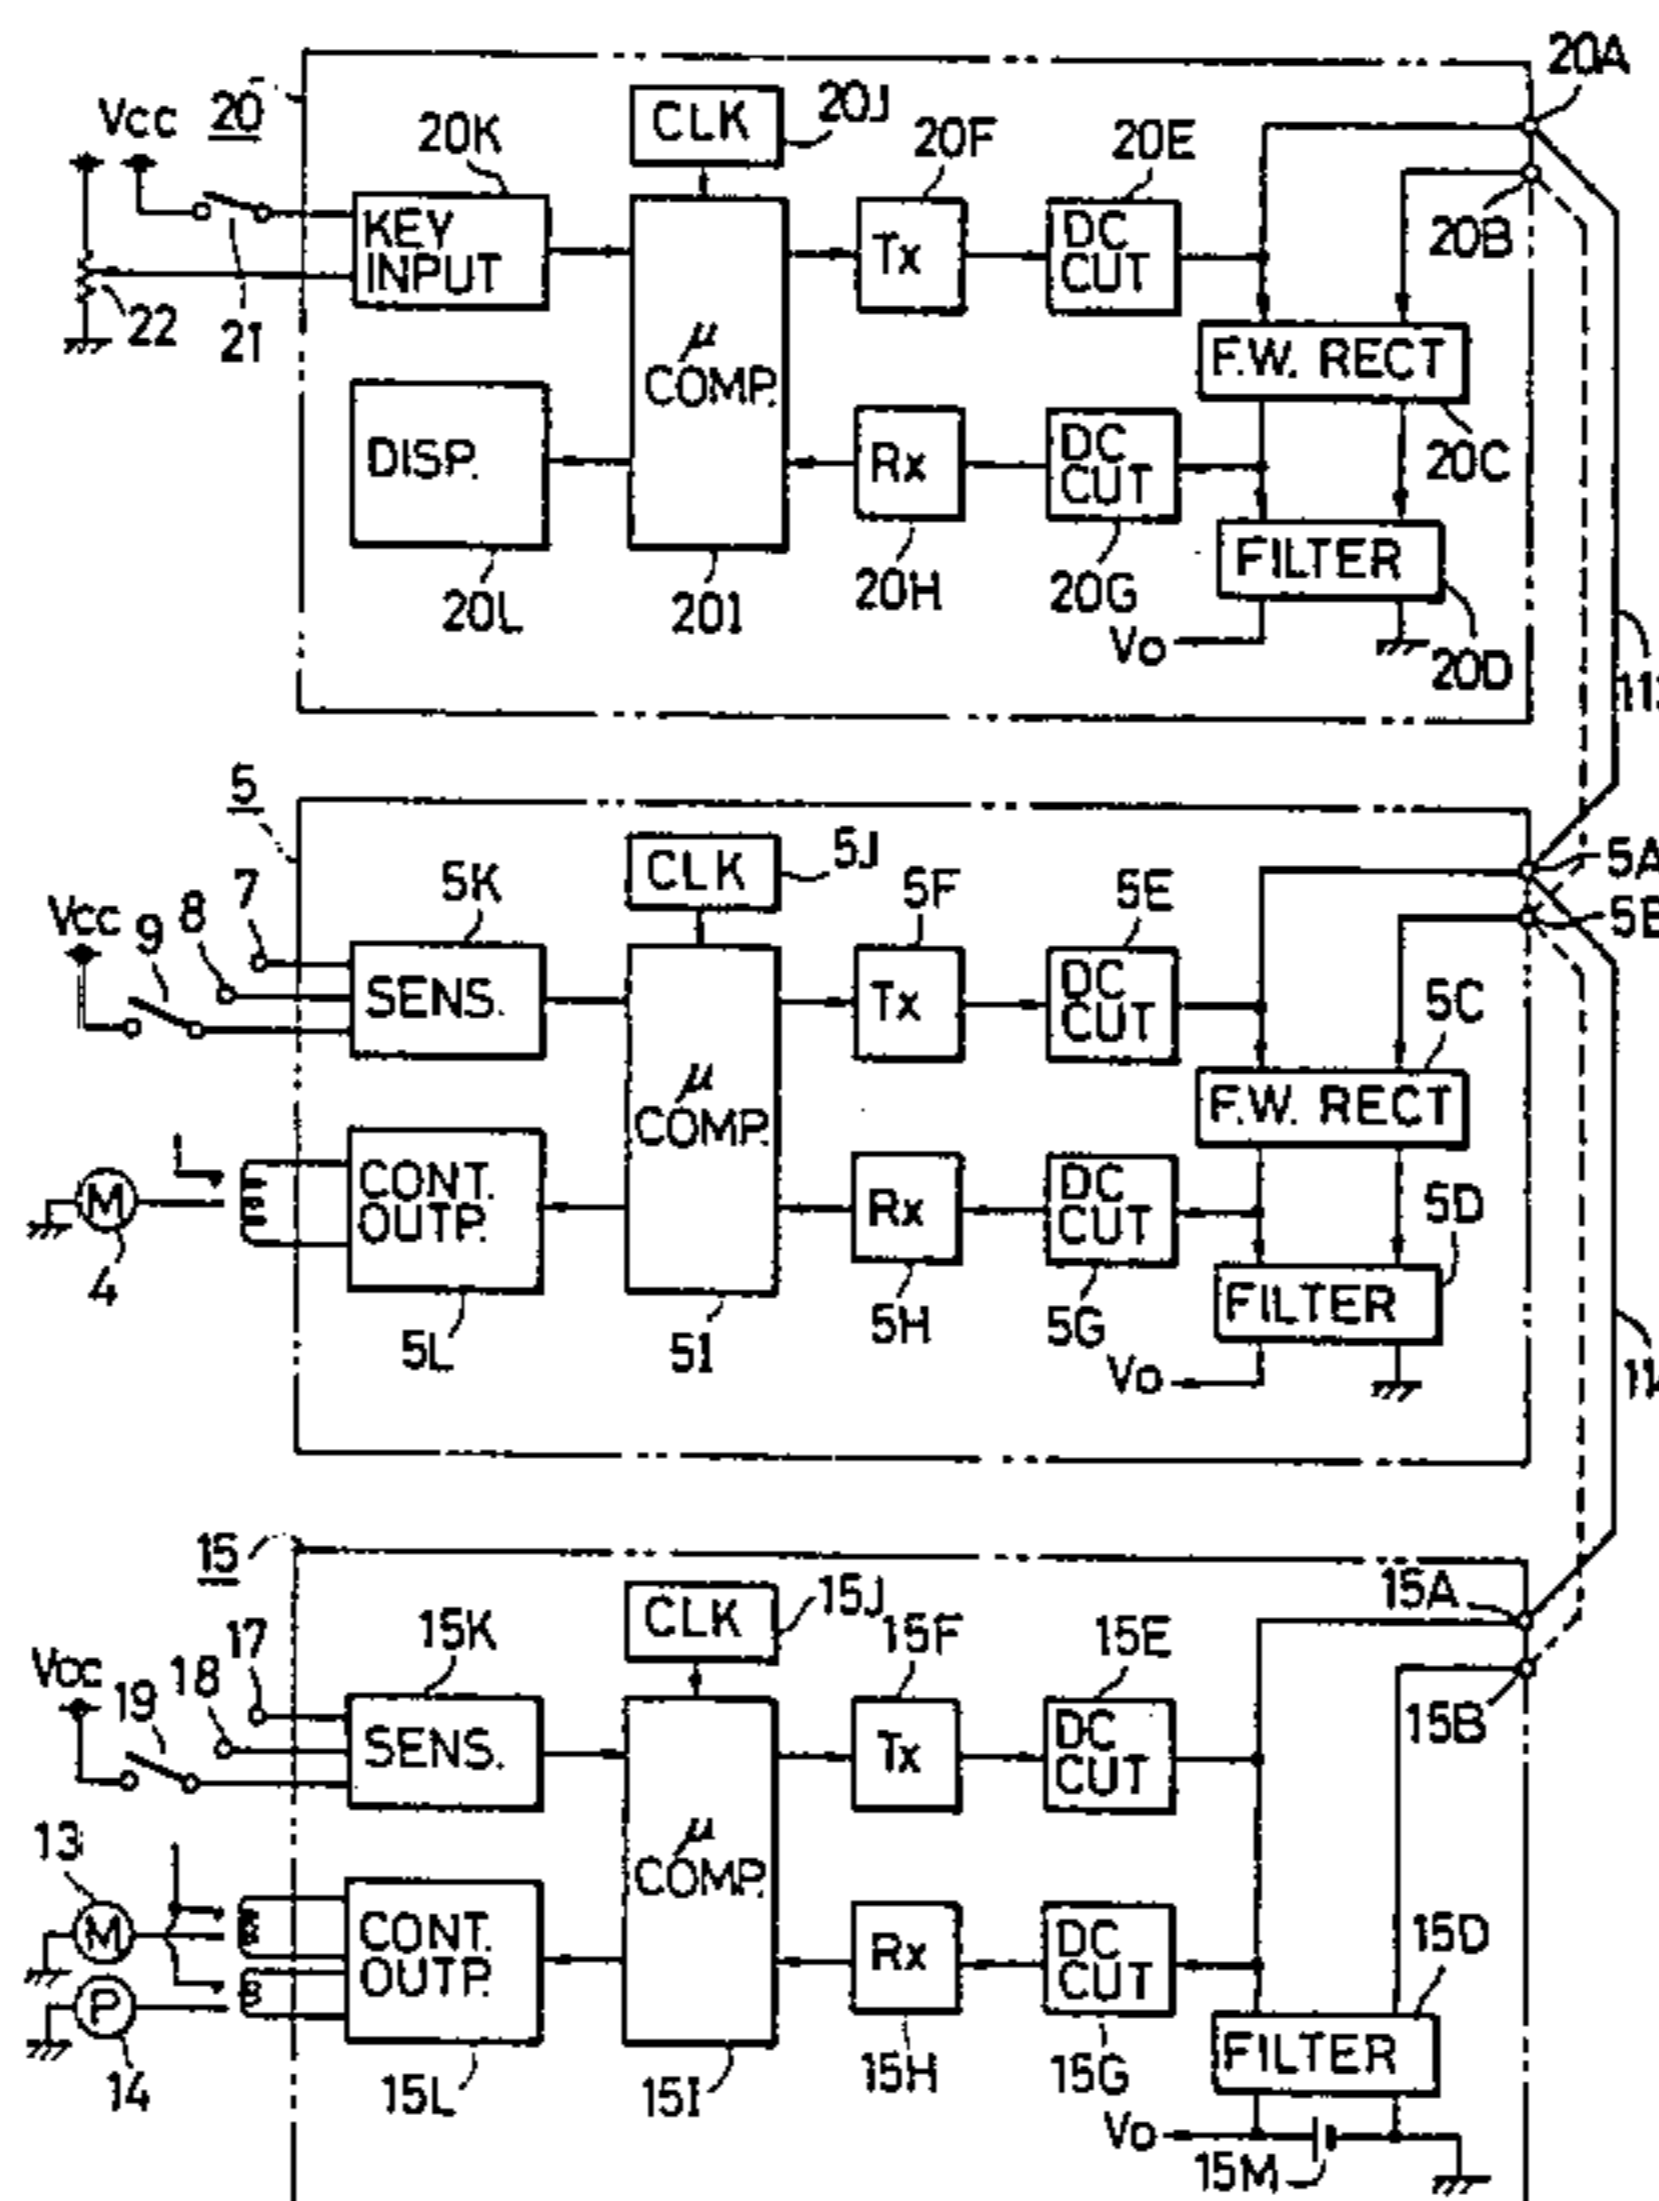 20A
Vcc 20
20K
CLK
20J
20F
20E
KEY
INPUT
Tx
DC
CUT
20B
22
21
μ
COMP.
F.W. RECT
DISP.
Rx
DC
CUT
20C
20L
20I
20H
20G
FILTER
Vo
20D
5
CLK
5J
5A
Vcc
9
8
7
5K
5F
5E
SENS.
Tx
DC
CUT
5C
μ
COMP.
F.W. RECT
M
CONT.
OUTP.
Rx
DC
CUT
5D
4
5L
5I
5H
5G
FILTER
Vo
15
CLK
15J
15A
Vcc
19
18
17
15K
15F
15E
SENS.
Tx
DC
CUT
15B
13
μ
COMP.
M
P
CONT.
OUTP.
Rx
DC
CUT
15D
14
15L
15I
15H
15G
FILTER
Vo
15M